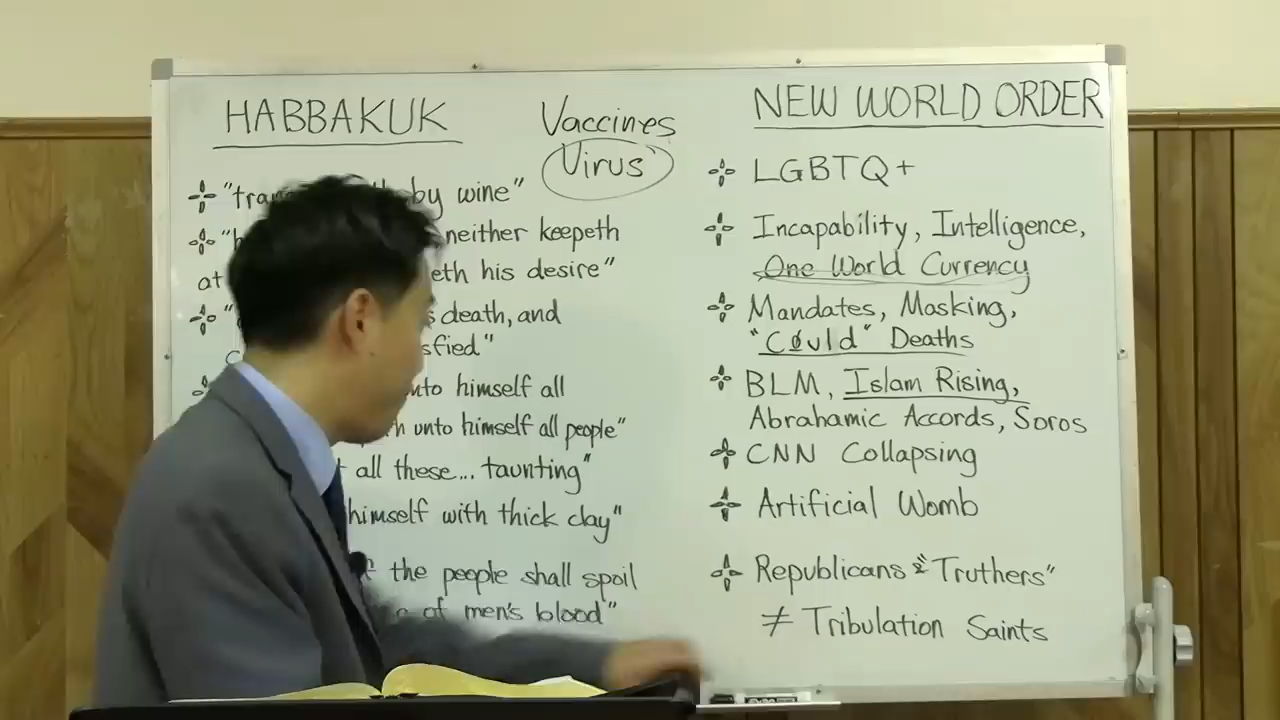 HABBAKUK
"tran by wine"
neither keepeth
at eth his desire"
death, and
sfied"
unto himself all
unto himself all people"
all these... taunting"
himself with thick clay"
the people shall spoil
of men's blood"
Vaccines
Virus
NEW WORLD ORDER
LGBTQ+
Incapability, Intelligence,
One World Currency
Mandates, Masking,
"Could" Deaths
BLM, Islam Rising,
Abrahamic Accords, Soros
CNN Collapsing
Artificial Womb
Republicans & "Truthers"
≠ Tribulation Saints